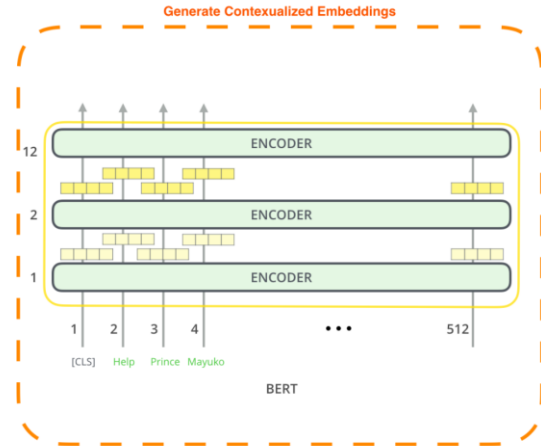 Generate Contexualized Embeddings
12
ENCODER
2
ENCODER
1
ENCODER
1 2 3 4 ••• 512
[CLS] Help Prince Mayuko
BERT